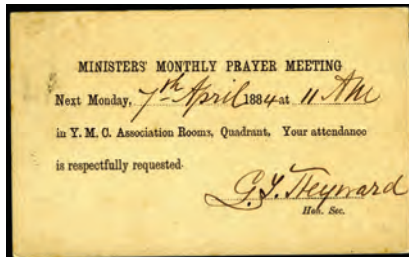 MINISTERS' MONTHLY PRAYER MEETING
Next Monday, 7th April 1884 at 11 AM
in Y. M. C. Association Rooms, Quadrant. Your attendance
is respectfully requested.
G. Y. Heyward
Hon. Sec.